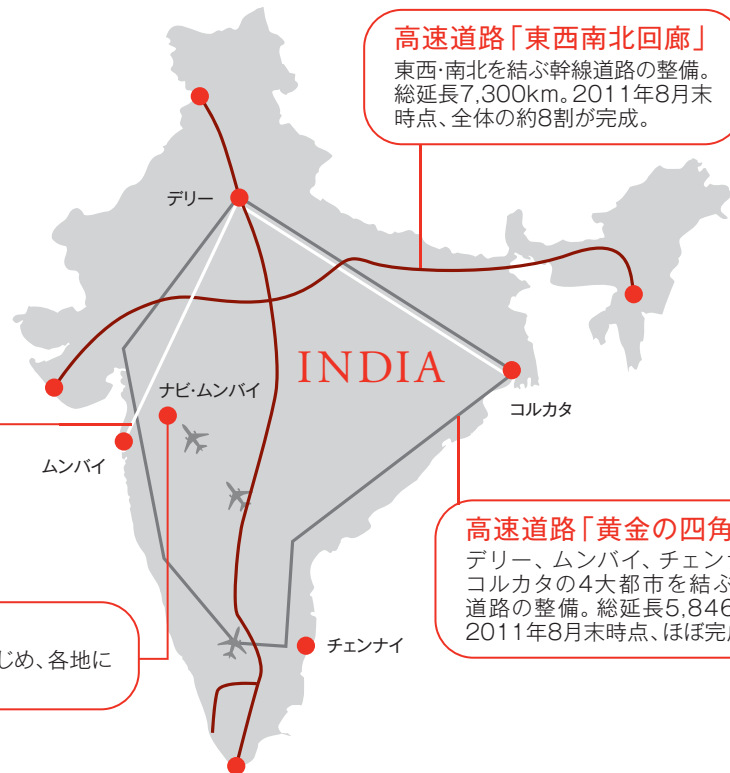 高速道路「東西南北回廊」
東西・南北を結ぶ幹線道路の整備。
総延長7,300km。2011年8月末
時点、全体の約8割が完成。
デリー
INDIA
ナビ・ムンバイ
コルカタ
ムンバイ
高速道路「黄金の四角
デリー、ムンバイ、チェン
コルカタの4大都市を結ぶ
道路の整備。総延長5,846
2011年8月末時点、ほぼ完
チェンナイ
じめ、各地に